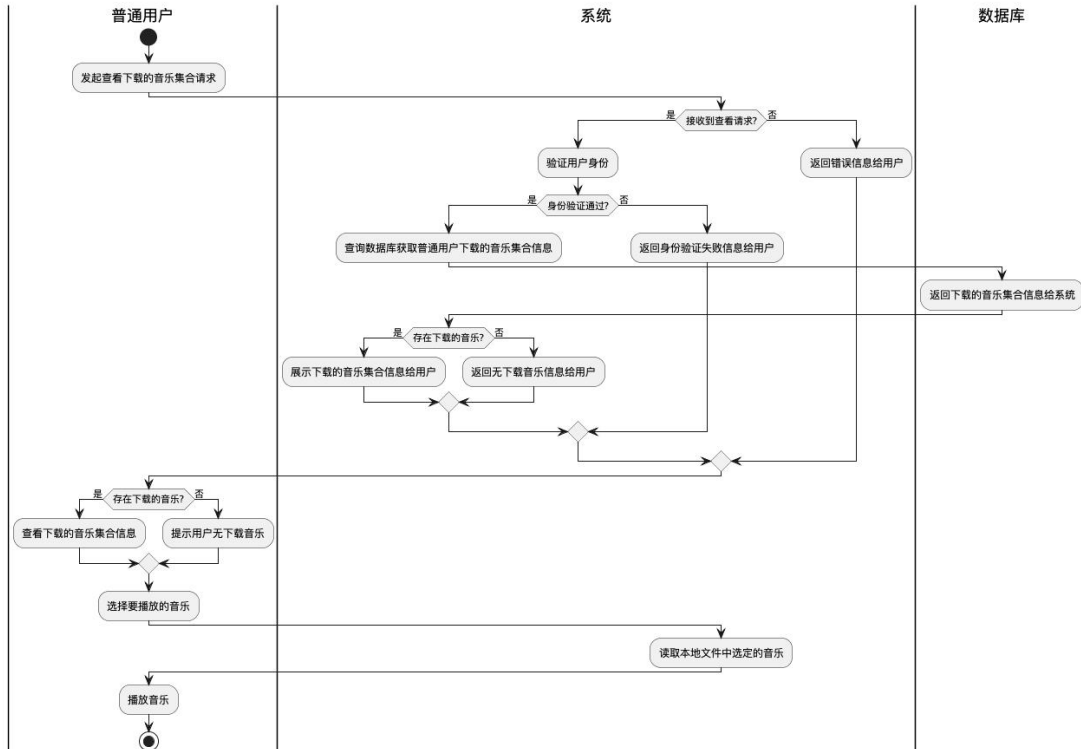 普通用户
系统
数据库
发起查看下载的音乐集合请求
是
接收到查看请求?
否
验证用户身份
返回错误信息给用户
是
身份验证通过?
否
查询数据库获取普通用户下载的音乐集合信息
返回身份验证失败信息给用户
返回下载的音乐集合信息给系统
是
存在下载的音乐?
否
展示下载的音乐集合信息给用户
返回无下载音乐信息给用户
是
存在下载的音乐?
否
查看下载的音乐集合信息
提示用户无下载音乐
选择要播放的音乐
读取本地文件中选定的音乐
播放音乐